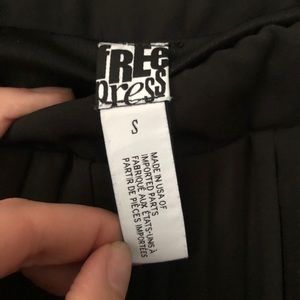 FREE
press
S
MADE IN USA OF
IMPORTED PARTS
FABRIQUÉ AUX ÉTATS-UNIS À
PARTIR DE PIÈCES IMPORTÉES